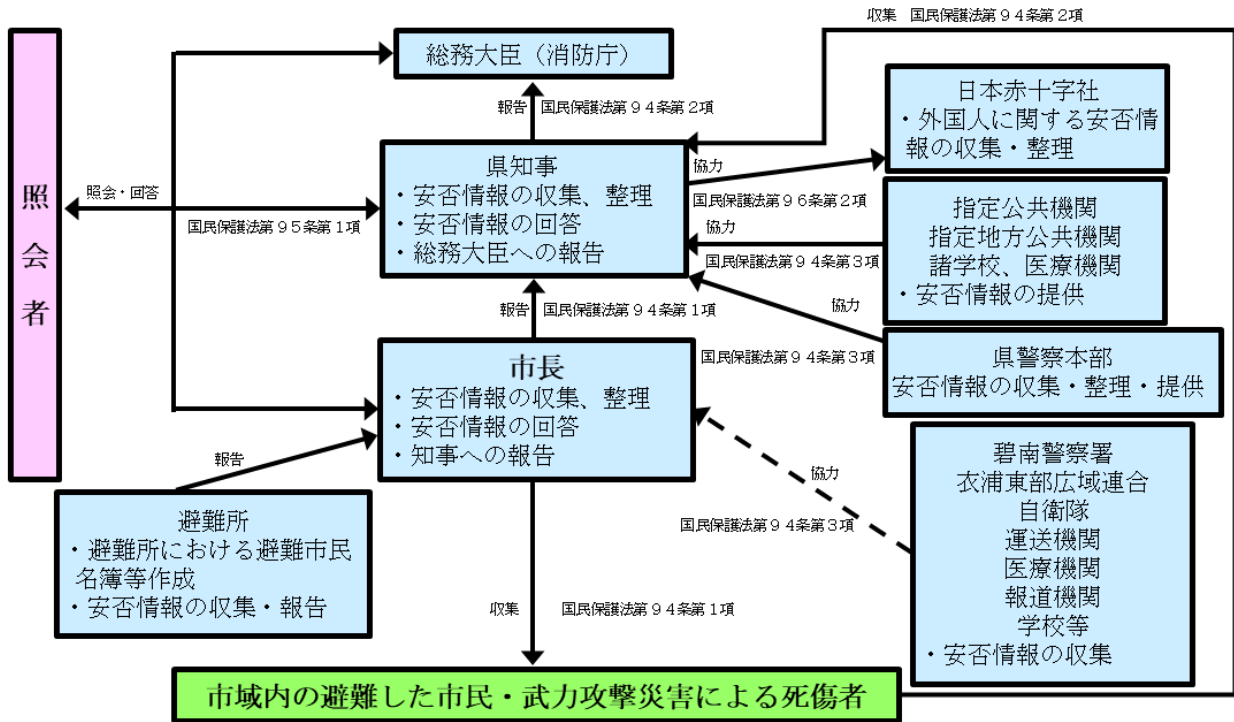 収集 国民保護法第94条第2項
照会者
総務大臣（消防庁）
報告 国民保護法第94条第2項
日本赤十字社
・外国人に関する安否情
報の収集・整理
県知事
・安否情報の収集、整理
・安否情報の回答
・総務大臣への報告
協力
国民保護法第96条第2項
照会・回答
国民保護法第95条第1項
指定公共機関
指定地方公共機関
諸学校、医療機関
・安否情報の提供
協力
国民保護法第94条第3項
報告 国民保護法第94条第1項
協力
国民保護法第94条第3項
県警察本部
安否情報の収集・整理・提供
市長
・安否情報の収集、整理
・安否情報の回答
・知事への報告
報告
協力
国民保護法第94条第3項
碧南警察署
衣浦東部広域連合
自衛隊
運送機関
医療機関
報道機関
学校等
・安否情報の収集
避難所
・避難所における避難市民
名簿等作成
・安否情報の収集・報告
収集 国民保護法第94条第1項
市域内の避難した市民・武力攻撃災害による死傷者